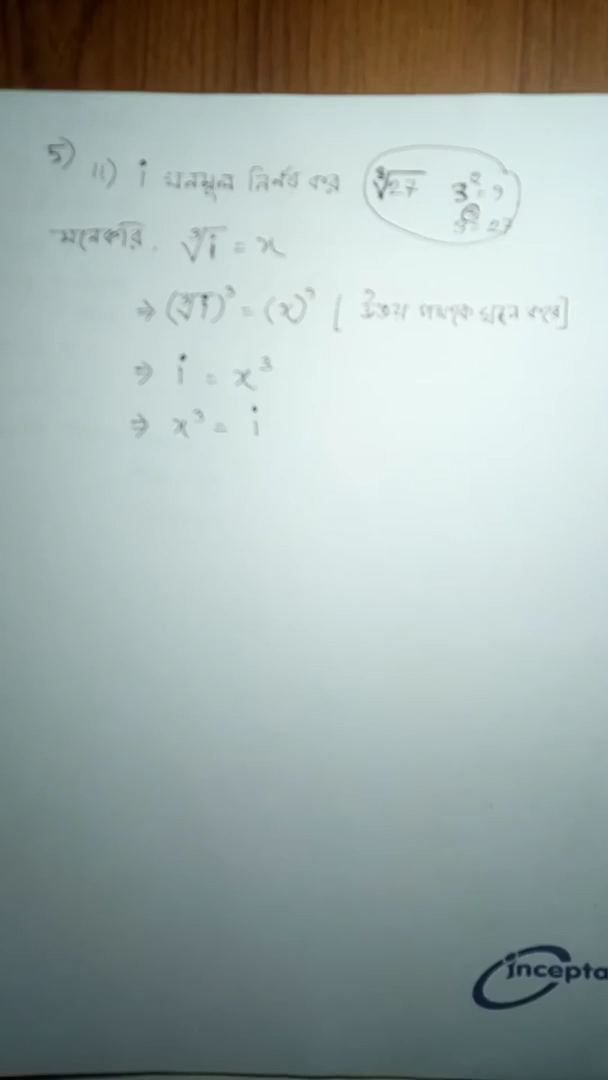 5) ii) i ঘনমূল নির্ণয় কর ∛27 3² = 9
3³ = 27
মনেকরি, ∛i = x
⇒ (∛i)³ = (x)³ [উভয় পক্ষকে ঘন করে]
⇒ i = x³
⇒ x³ = i
incepta